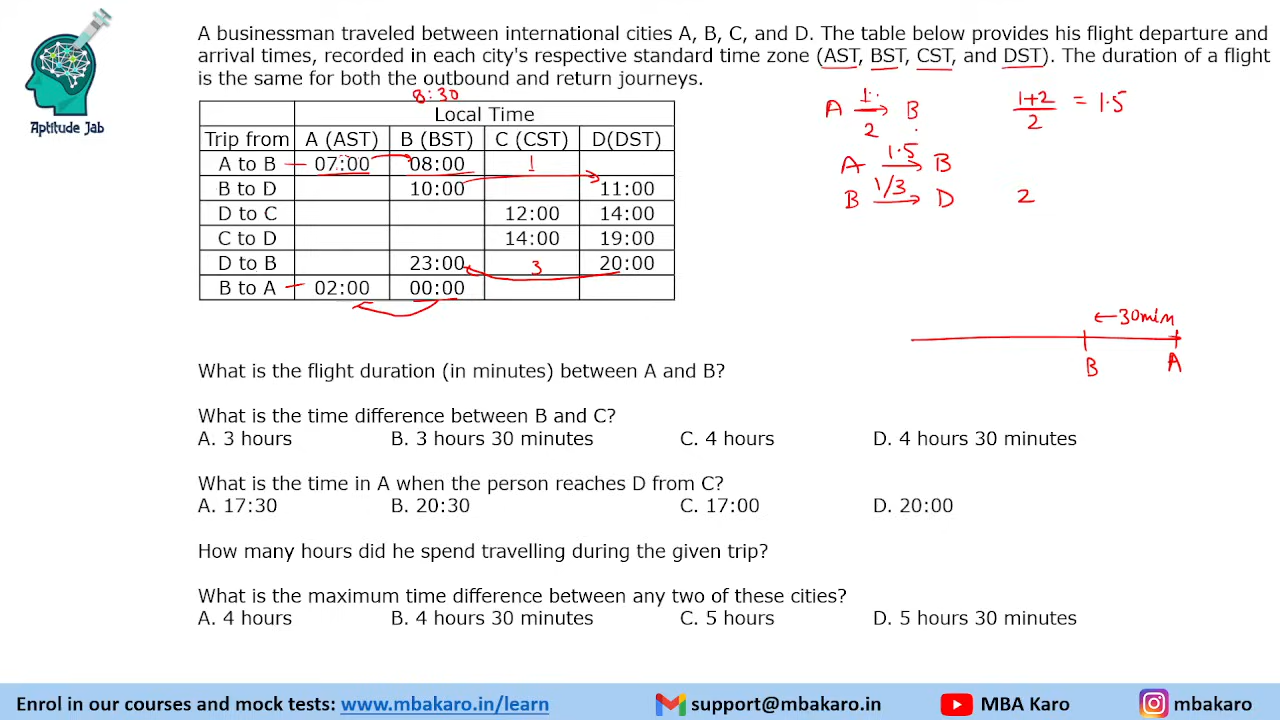 A businessman traveled between international cities A, B, C, and D. The table below provides his flight departure and
arrival times, recorded in each city's respective standard time zone (AST, BST, CST, and DST). The duration of a flight
is the same for both the outbound and return journeys.
Aptitude Jab
8:30
Local Time
Trip from A (AST) B (BST) C (CST) D(DST)
A to B 07:00 08:00 1
B to D 10:00 11:00
D to C 12:00 14:00
C to D 14:00 19:00
D to B 23:00 3 20:00
B to A 02:00 00:00
A 1 → 2 B
1+2 / 2 = 1.5
A 1.5 → B
B 1/3 → D 2
←30min
B A
What is the flight duration (in minutes) between A and B?
What is the time difference between B and C?
A. 3 hours B. 3 hours 30 minutes C. 4 hours D. 4 hours 30 minutes
What is the time in A when the person reaches D from C?
A. 17:30 B. 20:30 C. 17:00 D. 20:00
How many hours did he spend travelling during the given trip?
What is the maximum time difference between any two of these cities?
A. 4 hours B. 4 hours 30 minutes C. 5 hours D. 5 hours 30 minutes
Enrol in our courses and mock tests: www.mbakaro.in/learn support@mbakaro.in MBA Karo mbakaro